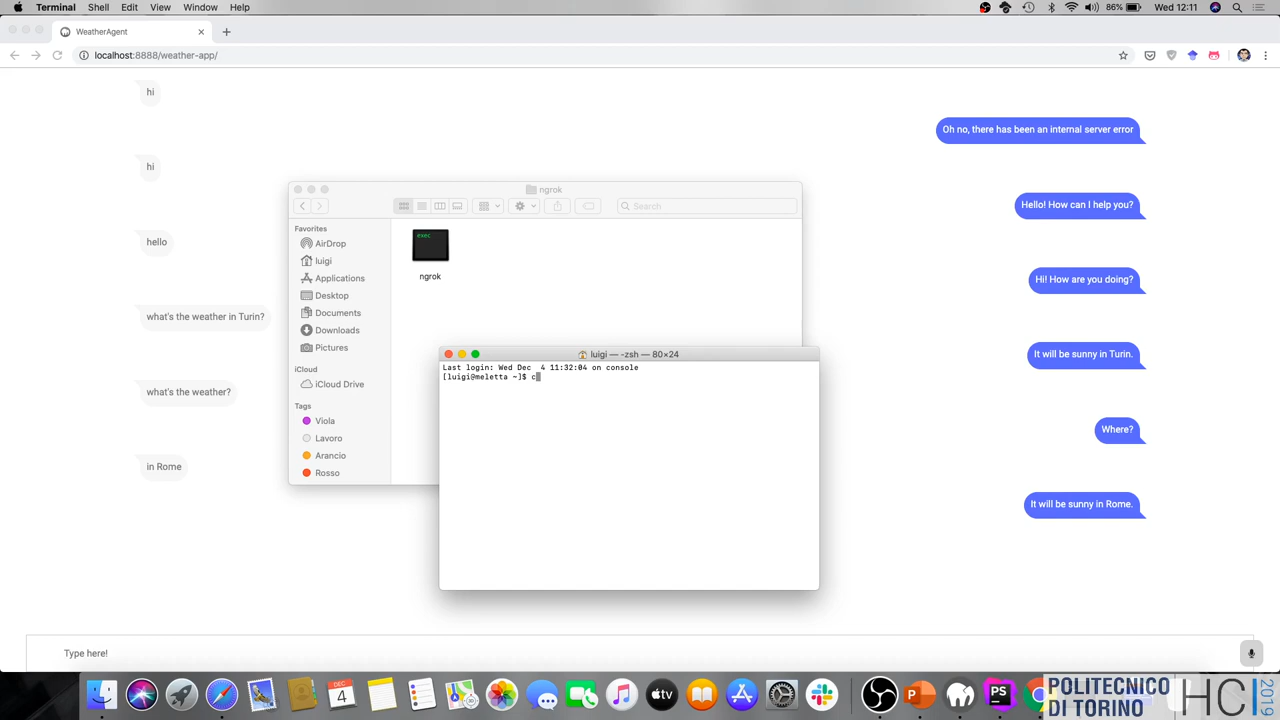 Terminal Shell Edit View Window Help
86% Wed 12:11
WeatherAgent
localhost:8888/weather-app/
hi
Oh no, there has been an internal server error
hi
Hello! How can I help you?
hello
Hi! How are you doing?
what's the weather in Turin?
It will be sunny in Turin.
what's the weather?
Where?
in Rome
It will be sunny in Rome.
Type here!
ngrok
Search
Favorites
AirDrop
luigi
Applications
Desktop
Documents
Downloads
Pictures
iCloud
iCloud Drive
Tags
Viola
Lavoro
Arancio
Rosso
exec
ngrok
luigi — -zsh — 80×24
Last login: Wed Dec  4 11:32:04 on console
[luigi@meletta ~]$ c
DEC
4
tv
PS
POLITECNICO
DI TORINO
HCI
2019